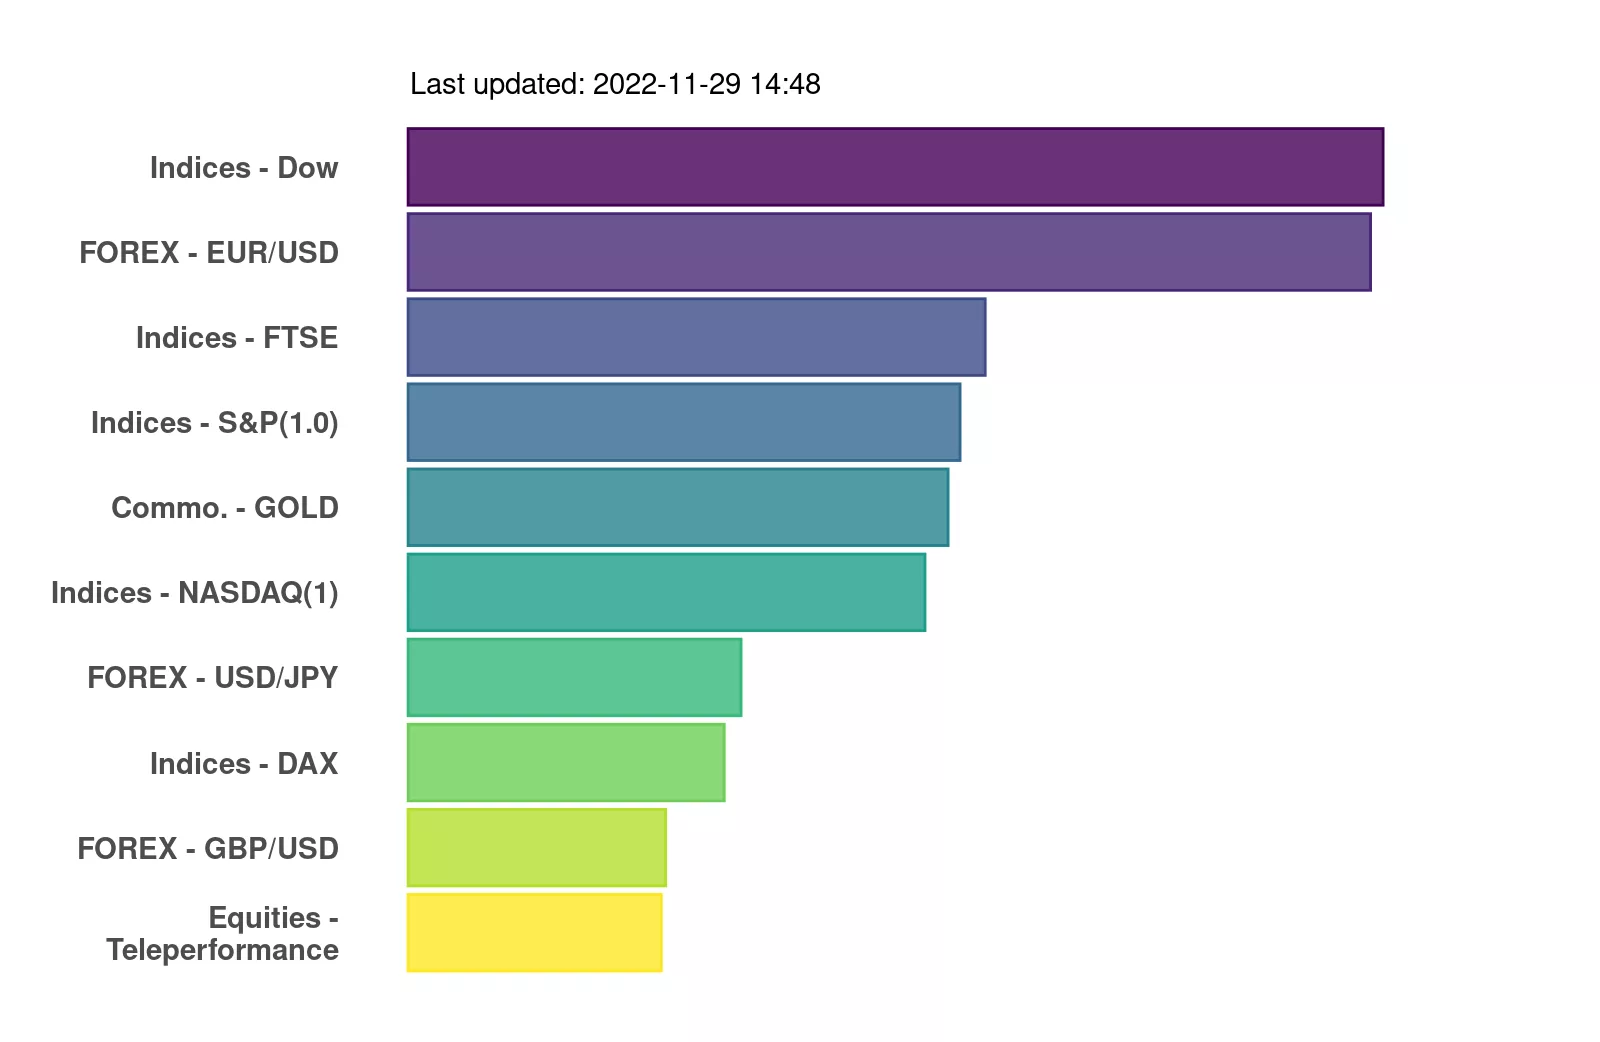 Last updated: 2022-11-29 14:48
Indices - Dow
FOREX - EUR/USD
Indices - FTSE
Indices - S&P(1.0)
Commo. - GOLD
Indices - NASDAQ(1)
FOREX - USD/JPY
Indices - DAX
FOREX - GBP/USD
Equities -
Teleperformance